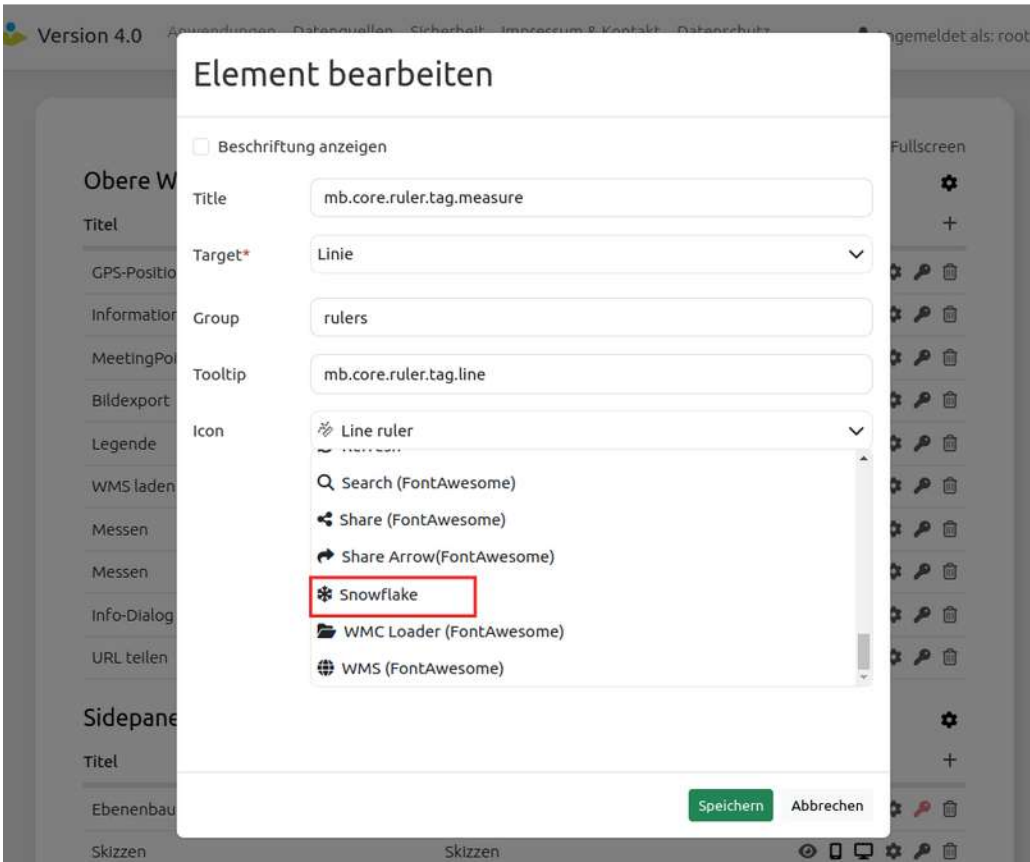 Version 4.0 Anwendungen Datenquellen Sicherheit Impressum & Kontakt Datenschutz ngemeldet als: root
Element bearbeiten
Beschriftung anzeigen
Fullscreen
Obere W
Title mb.core.ruler.tag.measure
Titel
Target* Linie
GPS-Positio
Information
Group rulers
MeetingPoi
Tooltip mb.core.ruler.tag.line
Bildexport
Icon Line ruler
Legende
Refresh
Search (FontAwesome)
WMS laden
Share (FontAwesome)
Messen
Share Arrow(FontAwesome)
Messen
Snowflake
Info-Dialog
WMC Loader (FontAwesome)
URL teilen
WMS (FontAwesome)
Sidepane
Titel
Ebenenbau
Speichern Abbrechen
Skizzen Skizzen